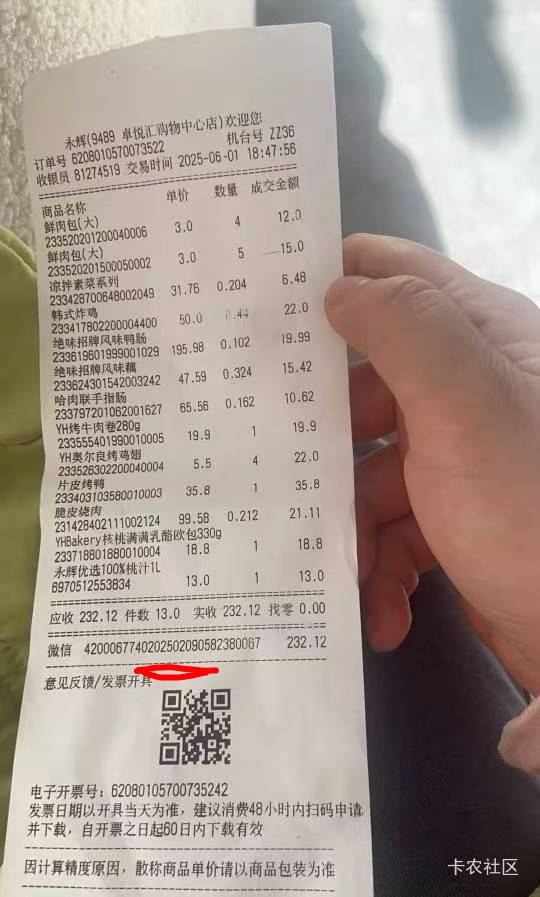 永辉(9489 卓悦汇购物中心店)欢迎您
订单号 6208010570073522 机台号 ZZ36
收银员 81274519 交易时间 2025-06-01 18:47:56
商品名称 单价 数量 成交金额
鲜肉包(大)
233520201200040006 3.0 4 12.0
鲜肉包(大)
233520201500050002 3.0 5 15.0
凉拌素菜系列
233428700648002049 31.76 0.204 6.48
韩式炸鸡
233417802200004400 50.0 0.44 22.0
绝味招牌风味鸭肠
233619601999001029 195.98 0.102 19.99
绝味招牌风味藕
233624301542003242 47.59 0.324 15.42
哈肉联手指肠
233797201062001627 65.56 0.162 10.62
YH烤牛肉卷280g
233555401990010005 19.9 1 19.9
YH奥尔良烤鸡翅
233526302200040004 5.5 4 22.0
片皮烤鸭
233403103580010003 35.8 1 35.8
脆皮烧肉
231428402111002124 99.58 0.212 21.11
YHBakery核桃满满乳酪欧包330g
233718801880010004 18.8 1 18.8
永辉优选100%桃汁1L
6970512553834 13.0 1 13.0
应收 232.12 件数 13.0 实收 232.12 找零 0.00
微信 4200067740202502090582380067 232.12
意见反馈/发票开具
电子开票号：62080105700735242
发票日期以开具当天为准，建议消费48小时内扫码申请
并下载，自开票之日起60日内下载有效
因计算精度原因，散称商品单价请以商品包装为准
卡农社区